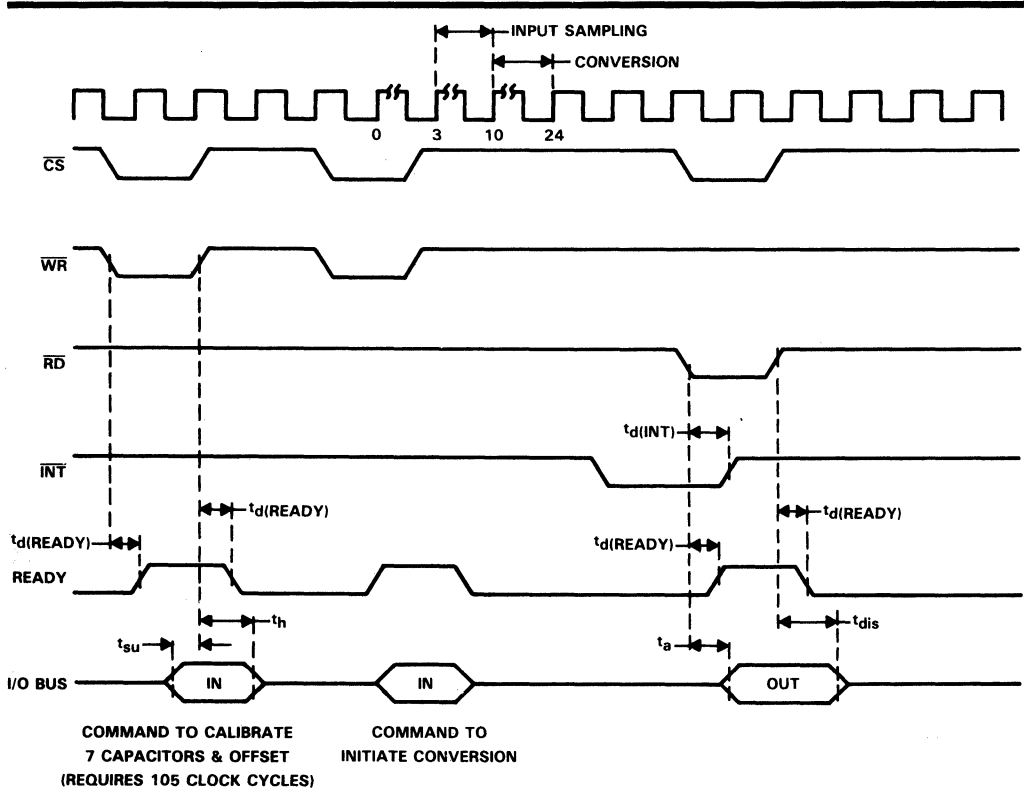 INPUT SAMPLING
CONVERSION
0 3 10 24
CS
WR
RD
td(INT)
INT
td(READY)
td(READY)
td(READY)
td(READY)
READY
th
tdis
tsu
ta
I/O BUS
IN
IN
OUT
COMMAND TO CALIBRATE
7 CAPACITORS & OFFSET
(REQUIRES 105 CLOCK CYCLES)
COMMAND TO
INITIATE CONVERSION